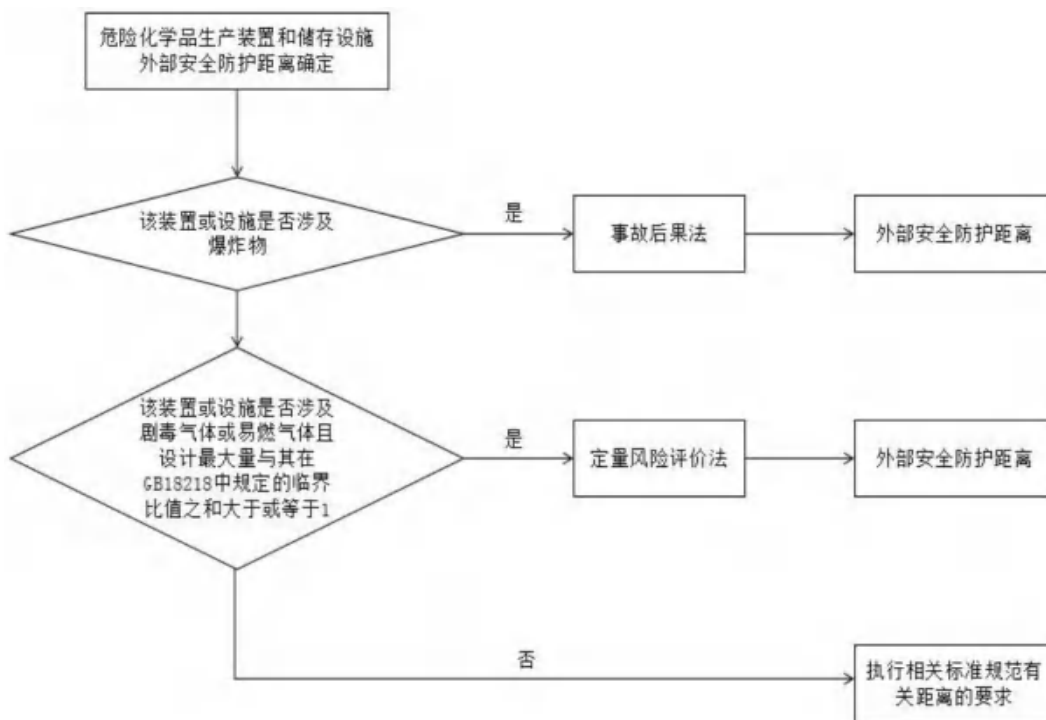 危险化学品生产装置和储存设施
外部安全防护距离确定
该装置或设施是否涉及
爆炸物
是
事故后果法
外部安全防护距离
该装置或设施是否涉及
剧毒气体或易燃气体且
设计最大量与其在
GB18218中规定的临界
比值之和大于或等于1
是
定量风险评价法
外部安全防护距离
否
执行相关标准规范有
关距离的要求